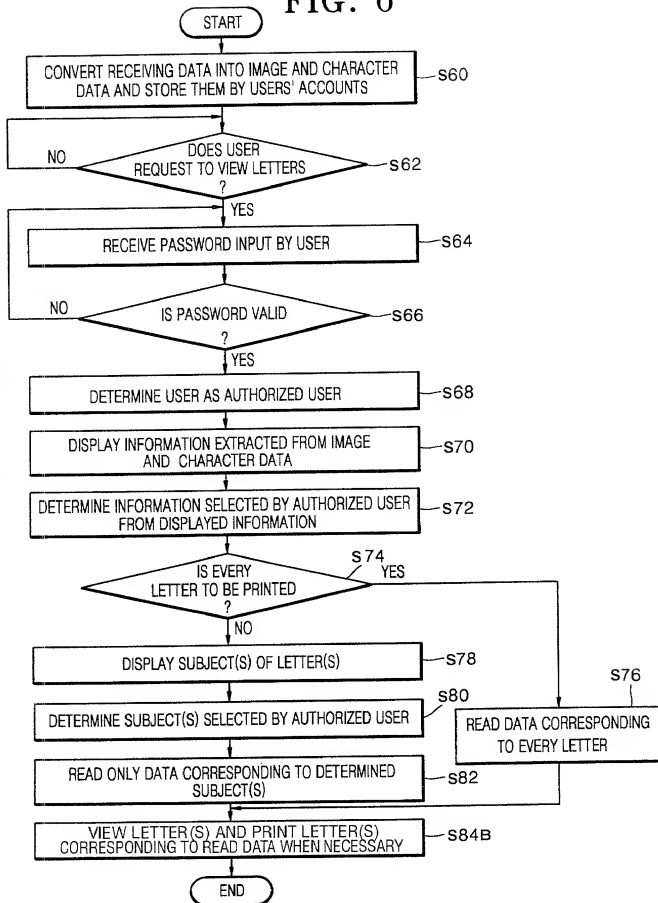 FIG. 6
START
CONVERT RECEIVING DATA INTO IMAGE AND CHARACTER
DATA AND STORE THEM BY USERS' ACCOUNTS
S60
NO
DOES USER
REQUEST TO VIEW LETTERS
?
S62
YES
RECEIVE PASSWORD INPUT BY USER
S64
NO
IS PASSWORD VALID
?
S66
YES
DETERMINE USER AS AUTHORIZED USER
S68
DISPLAY INFORMATION EXTRACTED FROM IMAGE
AND CHARACTER DATA
S70
DETERMINE INFORMATION SELECTED BY AUTHORIZED USER
FROM DISPLAYED INFORMATION
S72
S74
IS EVERY
LETTER TO BE PRINTED
?
YES
NO
DISPLAY SUBJECT(S) OF LETTER(S)
S78
S76
DETERMINE SUBJECT(S) SELECTED BY AUTHORIZED USER
S80
READ DATA CORRESPONDING
TO EVERY LETTER
READ ONLY DATA CORRESPONDING TO DETERMINED
SUBJECT(S)
S82
VIEW LETTER(S) AND PRINT LETTER(S)
CORRESPONDING TO READ DATA WHEN NECESSARY
S84B
END